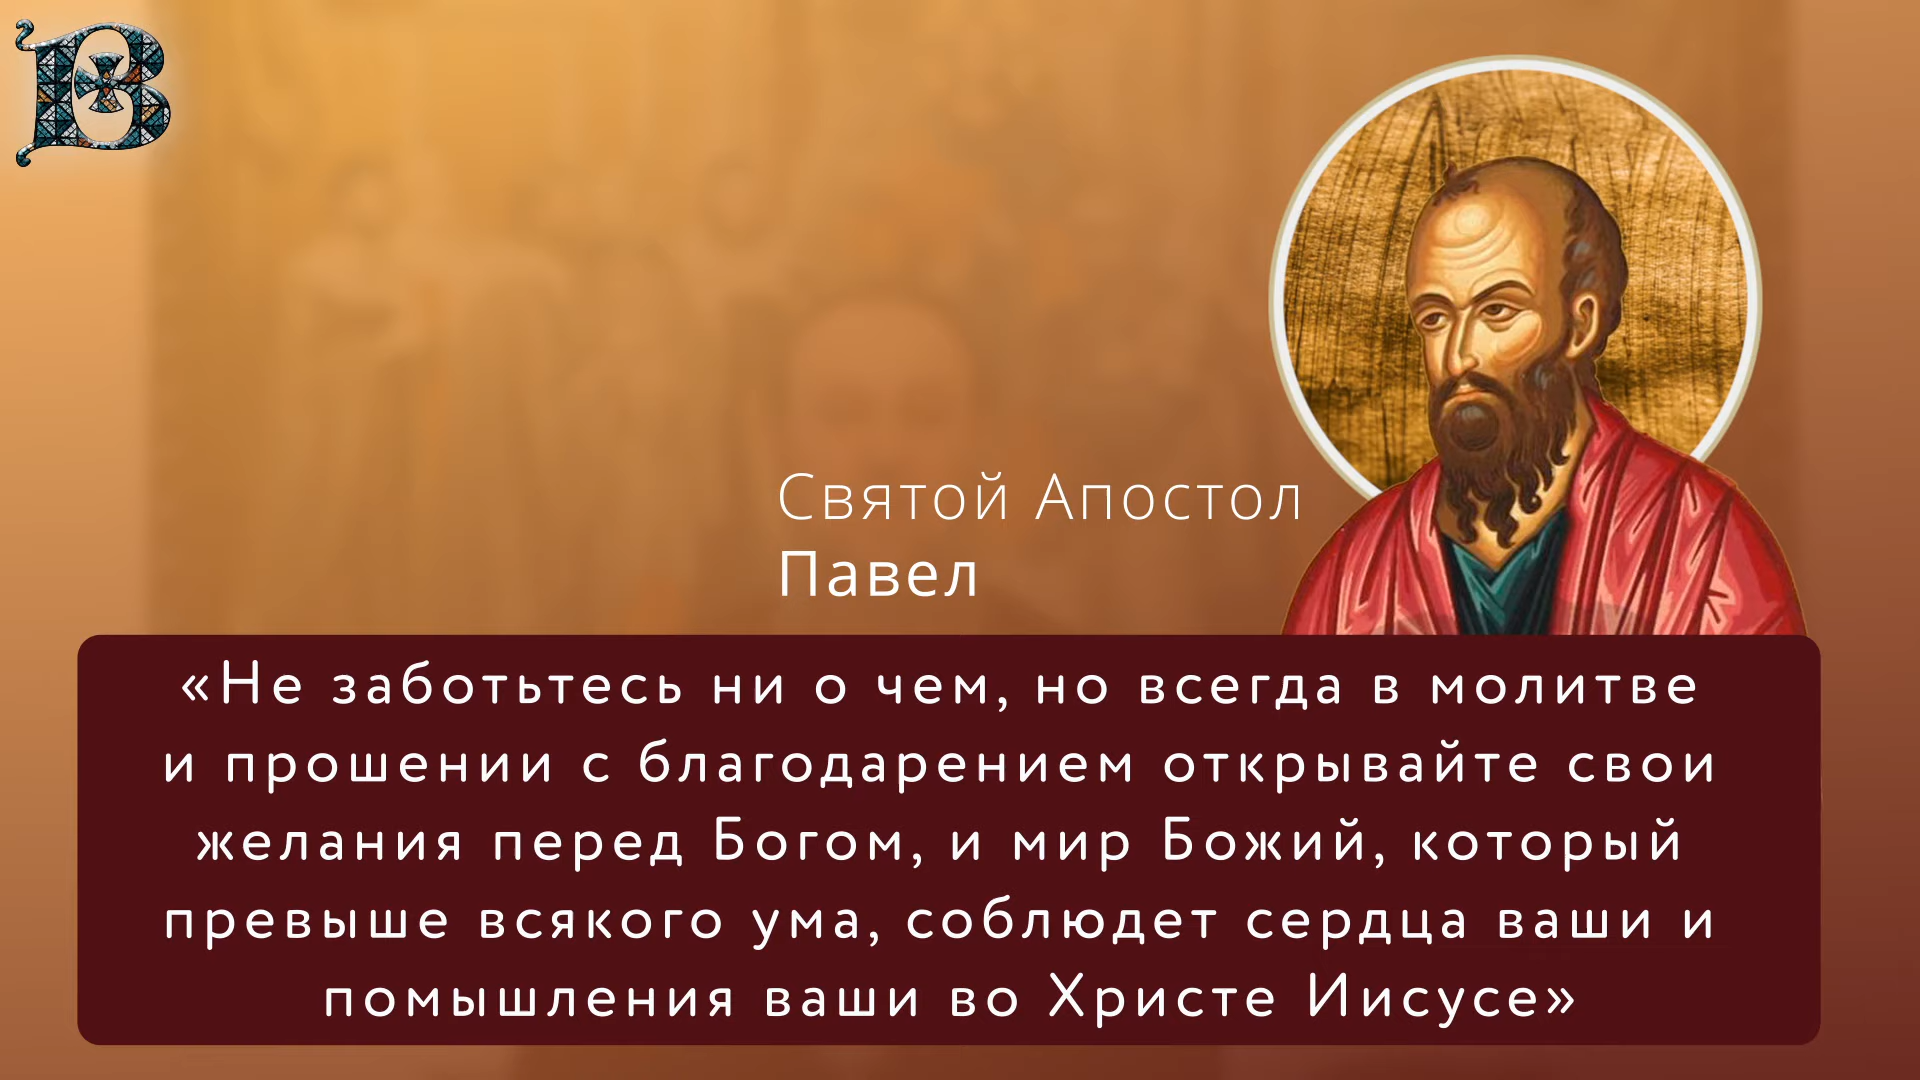 В
Святой Апостол
Павел
«Не заботьтесь ни о чем, но всегда в молитве
и прошении с благодарением открывайте свои
желания перед Богом, и мир Божий, который
превыше всякого ума, соблюдет сердца ваши и
помышления ваши во Христе Иисусе»